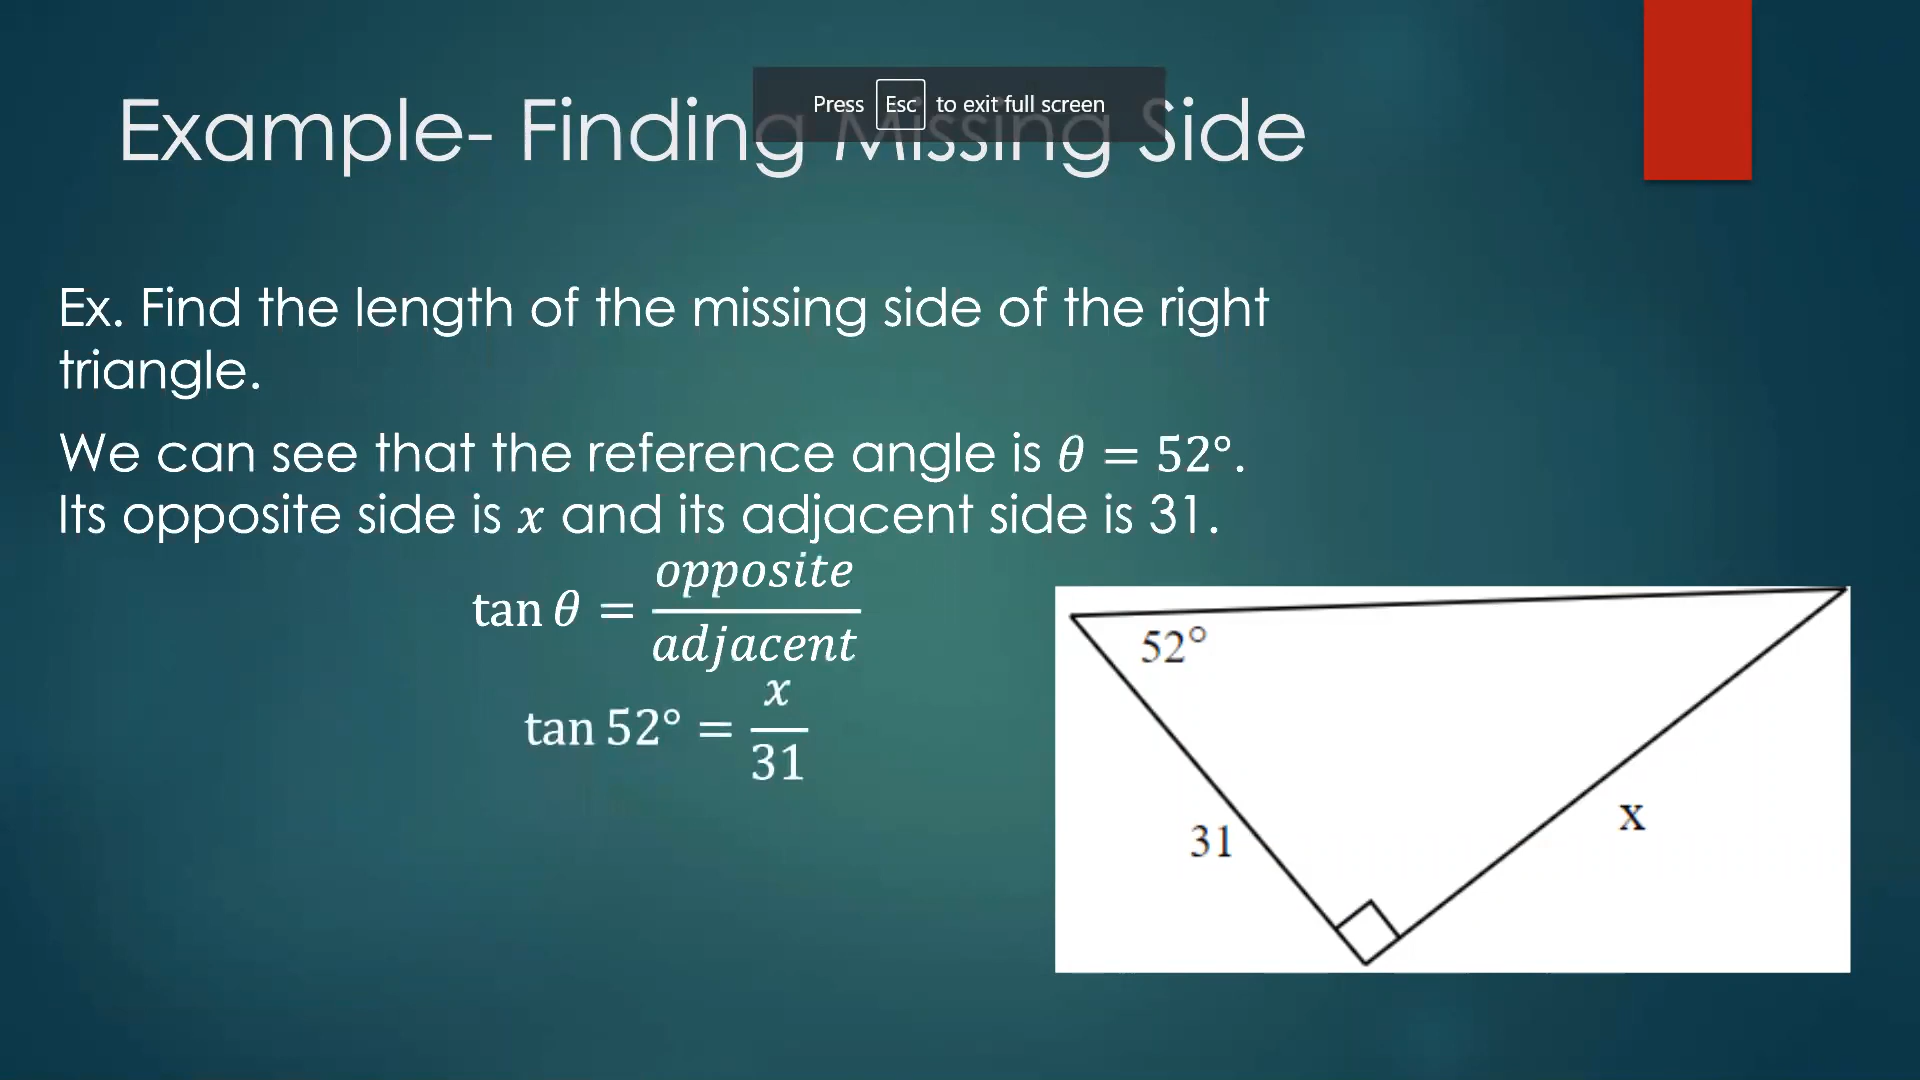 Press Esc to exit full screen
Example- Finding Missing Side
Ex. Find the length of the missing side of the right
triangle.
We can see that the reference angle is θ = 52°.
Its opposite side is x and its adjacent side is 31.
tan θ = opposite / adjacent
tan 52° = x / 31
52°
31
x